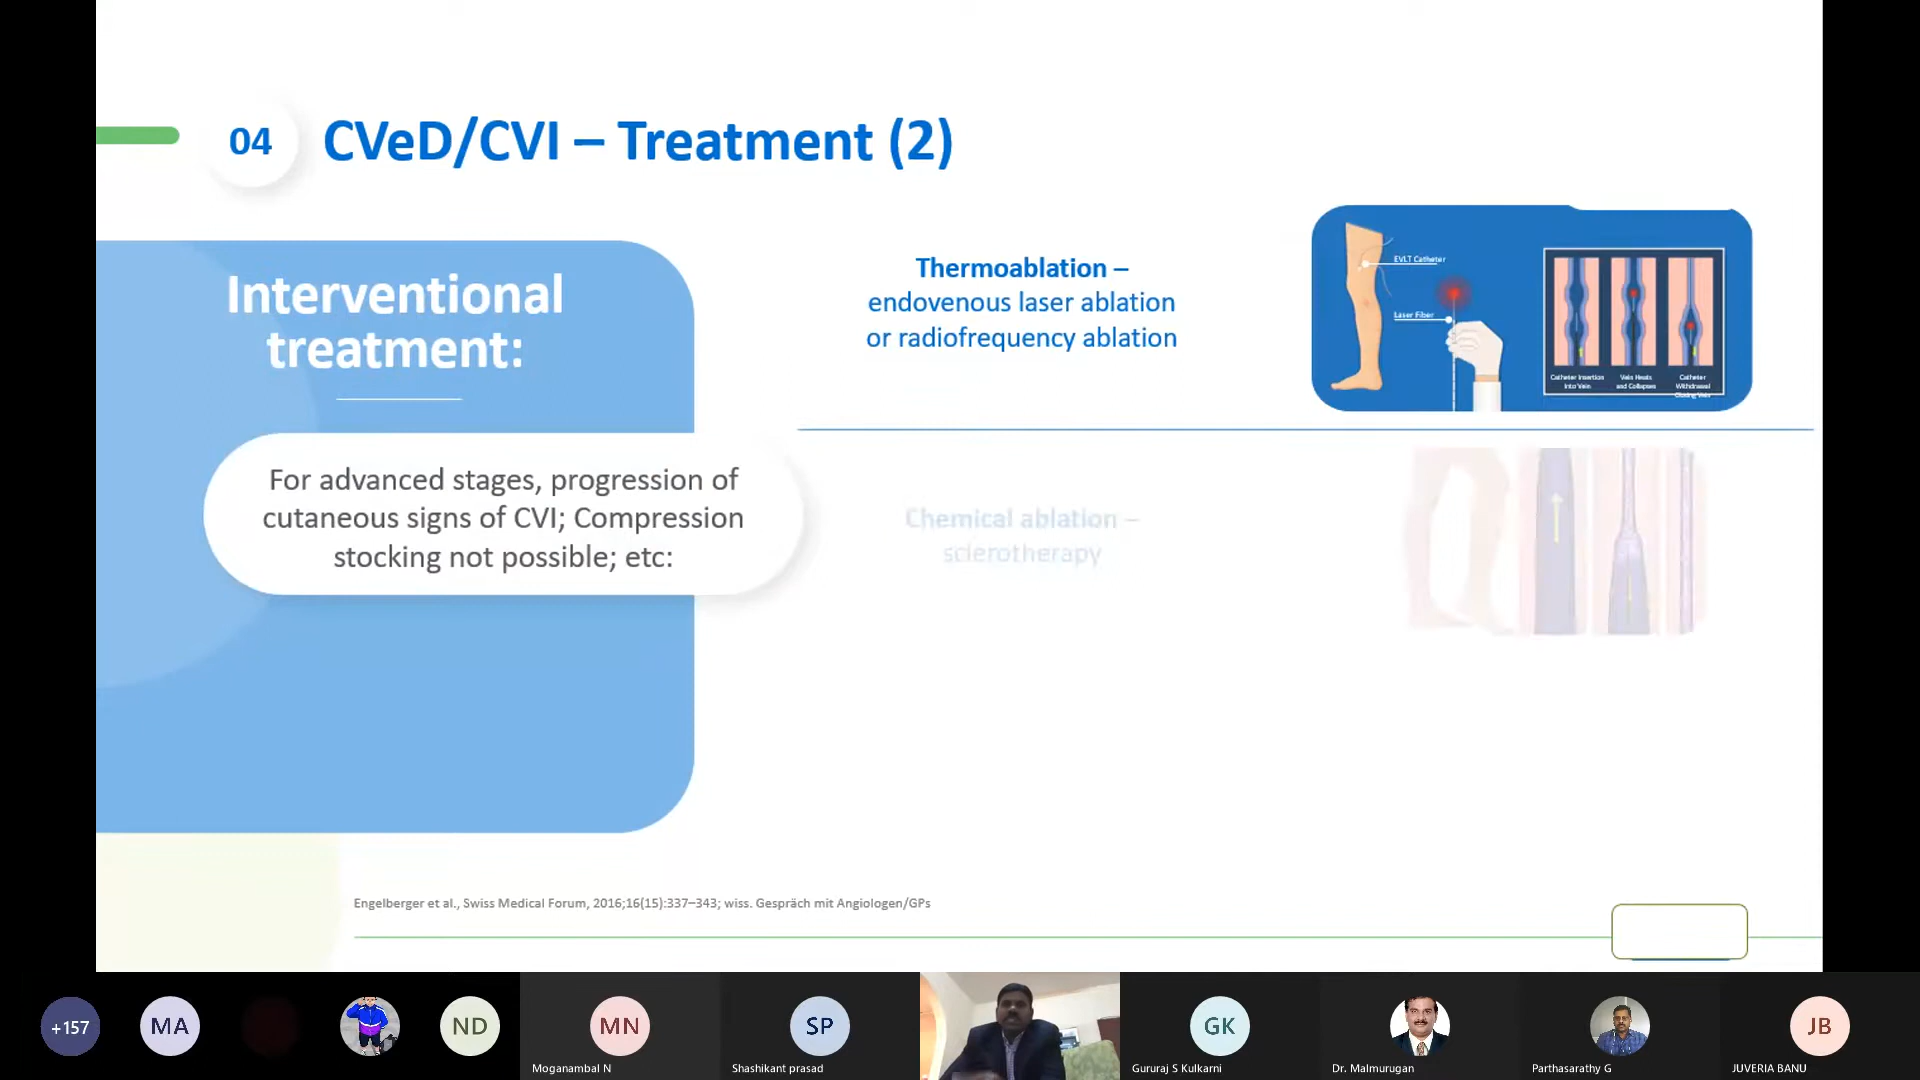 04
CVeD/CVI – Treatment (2)
Interventional
treatment:
For advanced stages, progression of
cutaneous signs of CVI; Compression
stocking not possible; etc:
Thermoablation –
endovenous laser ablation
or radiofrequency ablation
EVLT Catheter
Laser Fiber
Catheter Insertion
Into Vein
Vein Heats
and Collapses
Catheter
Withdrawal
Closing Vein
Chemical ablation –
sclerotherapy
Engelberger et al., Swiss Medical Forum, 2016;16(15):337–343; wiss. Gespräch mit Angiologen/GPs
+157
MA
ND
MN
Moganambal N
SP
Shashikant prasad
GK
Gururaj S Kulkarni
Dr. Malmurugan
Parthasarathy G
JB
JUVERIA BANU